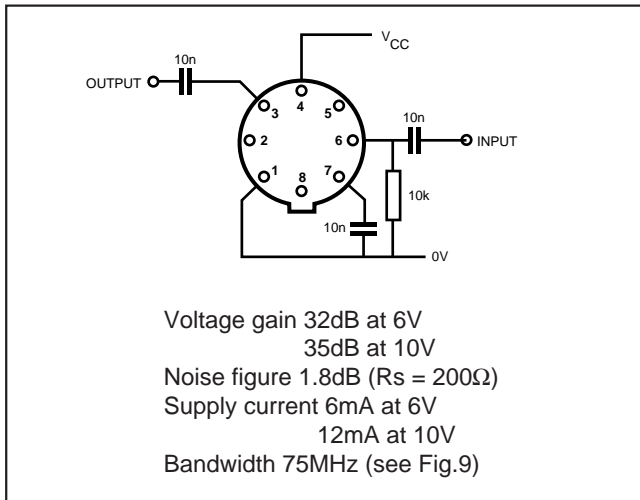 V_CC
10n
OUTPUT
3
4
5
10n
2
6
INPUT
1
8
7
10k
10n
0V
Voltage gain 32dB at 6V
35dB at 10V
Noise figure 1.8dB (Rs = 200Ω)
Supply current 6mA at 6V
12mA at 10V
Bandwidth 75MHz (see Fig.9)